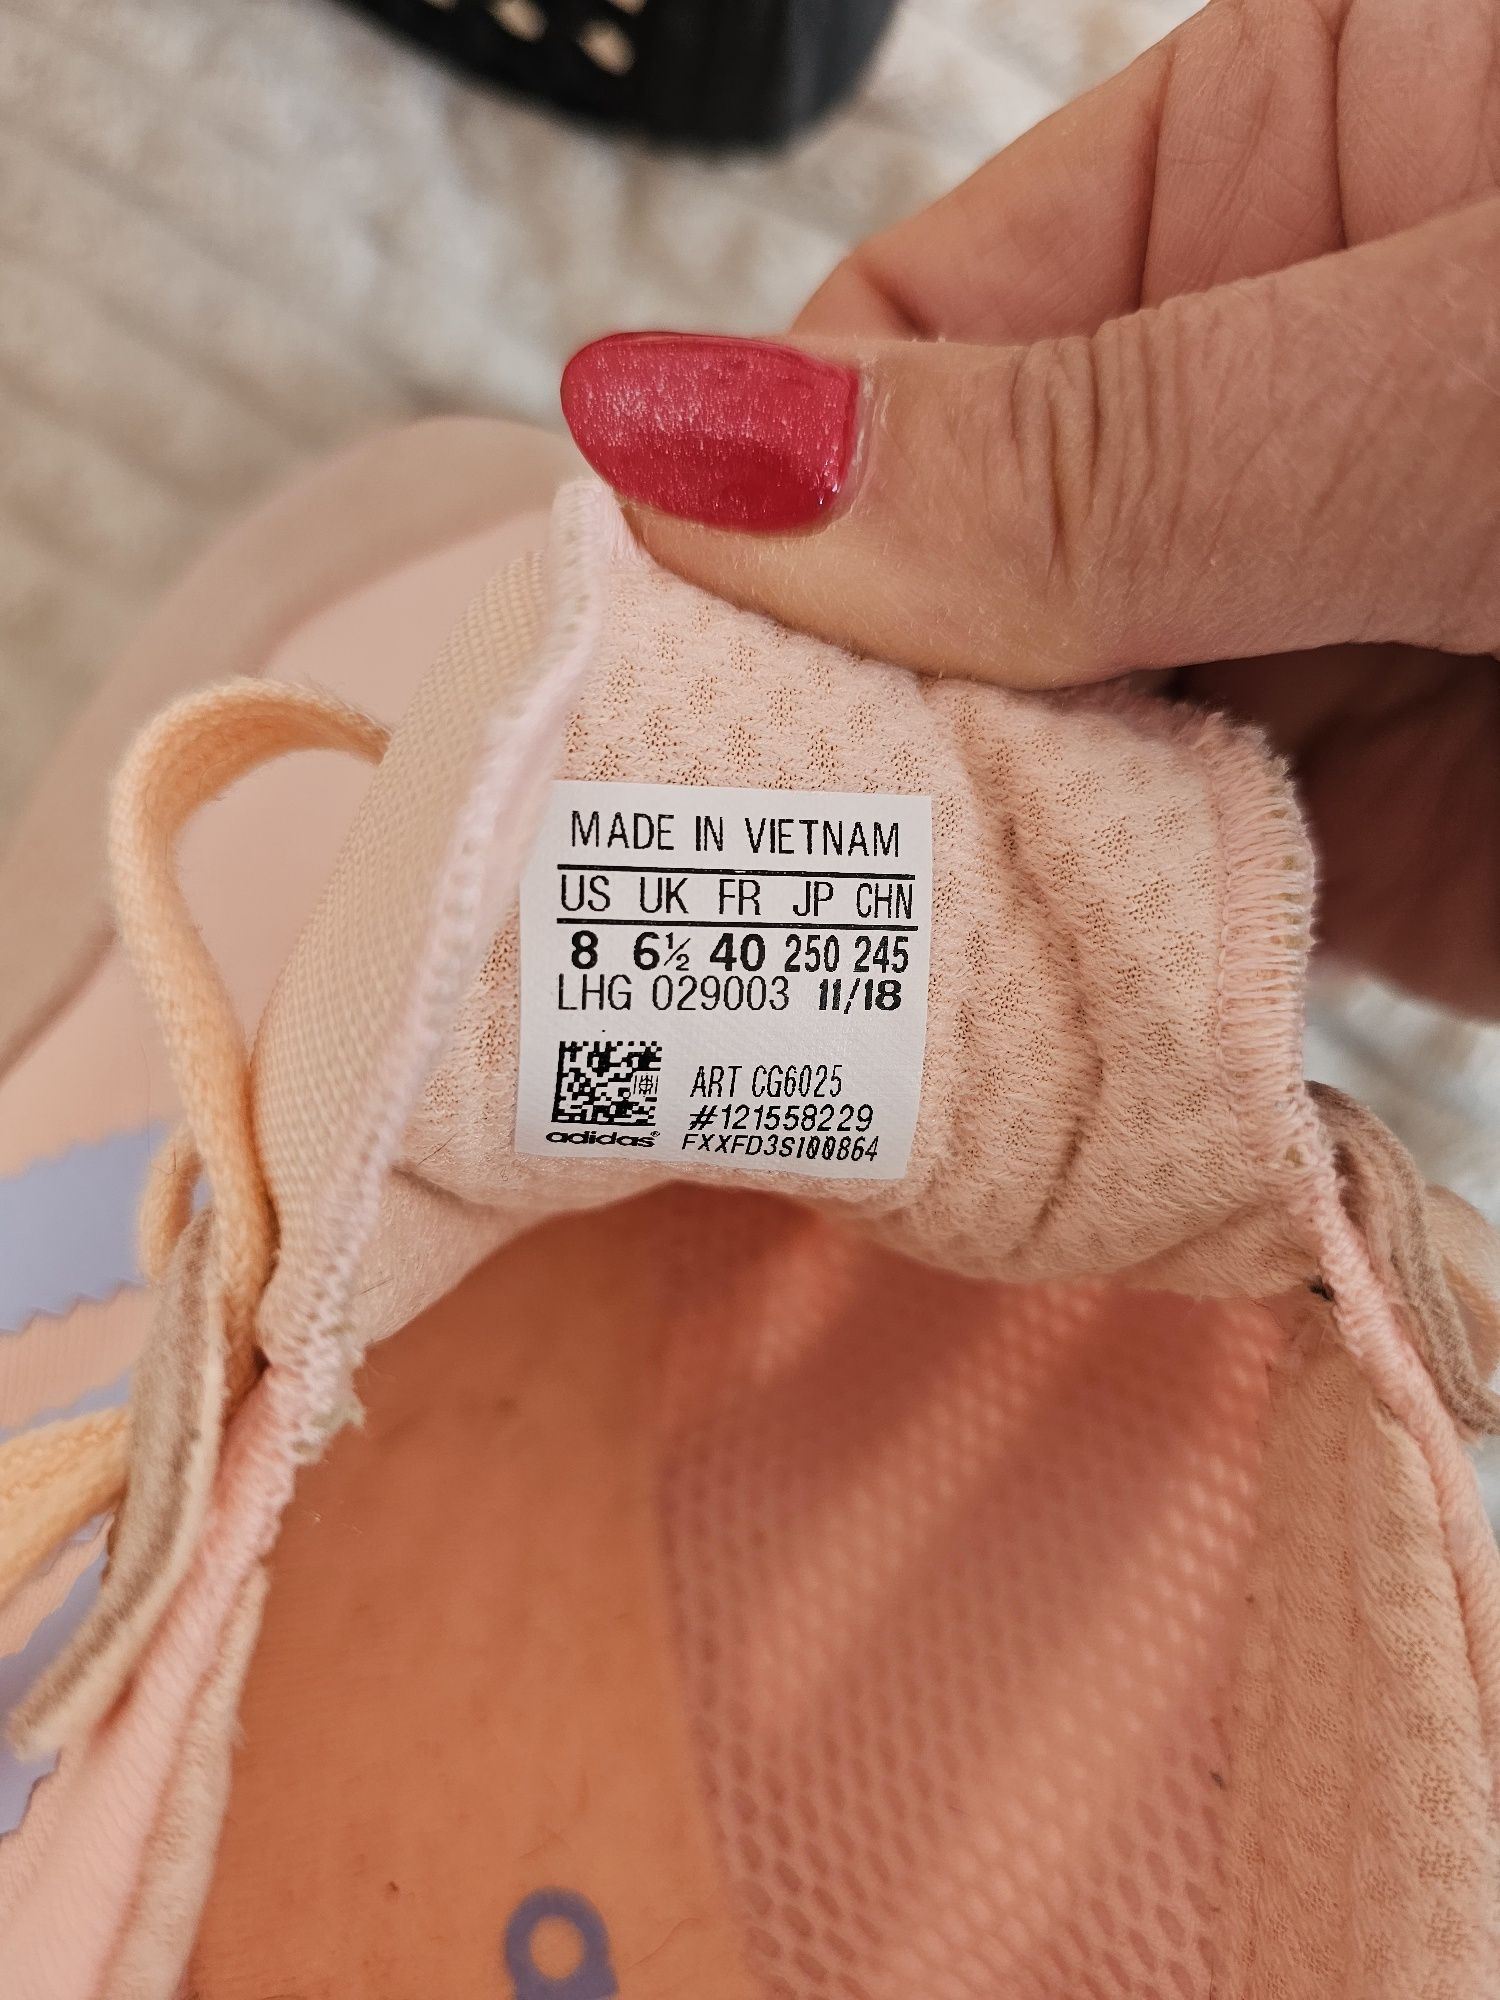 MADE IN VIETNAM
US UK FR JP CHN
8 6½ 40 250 245
LHG 029003 11/18
ART CG6025
#121558229
adidas® FXXFD3S100864
a